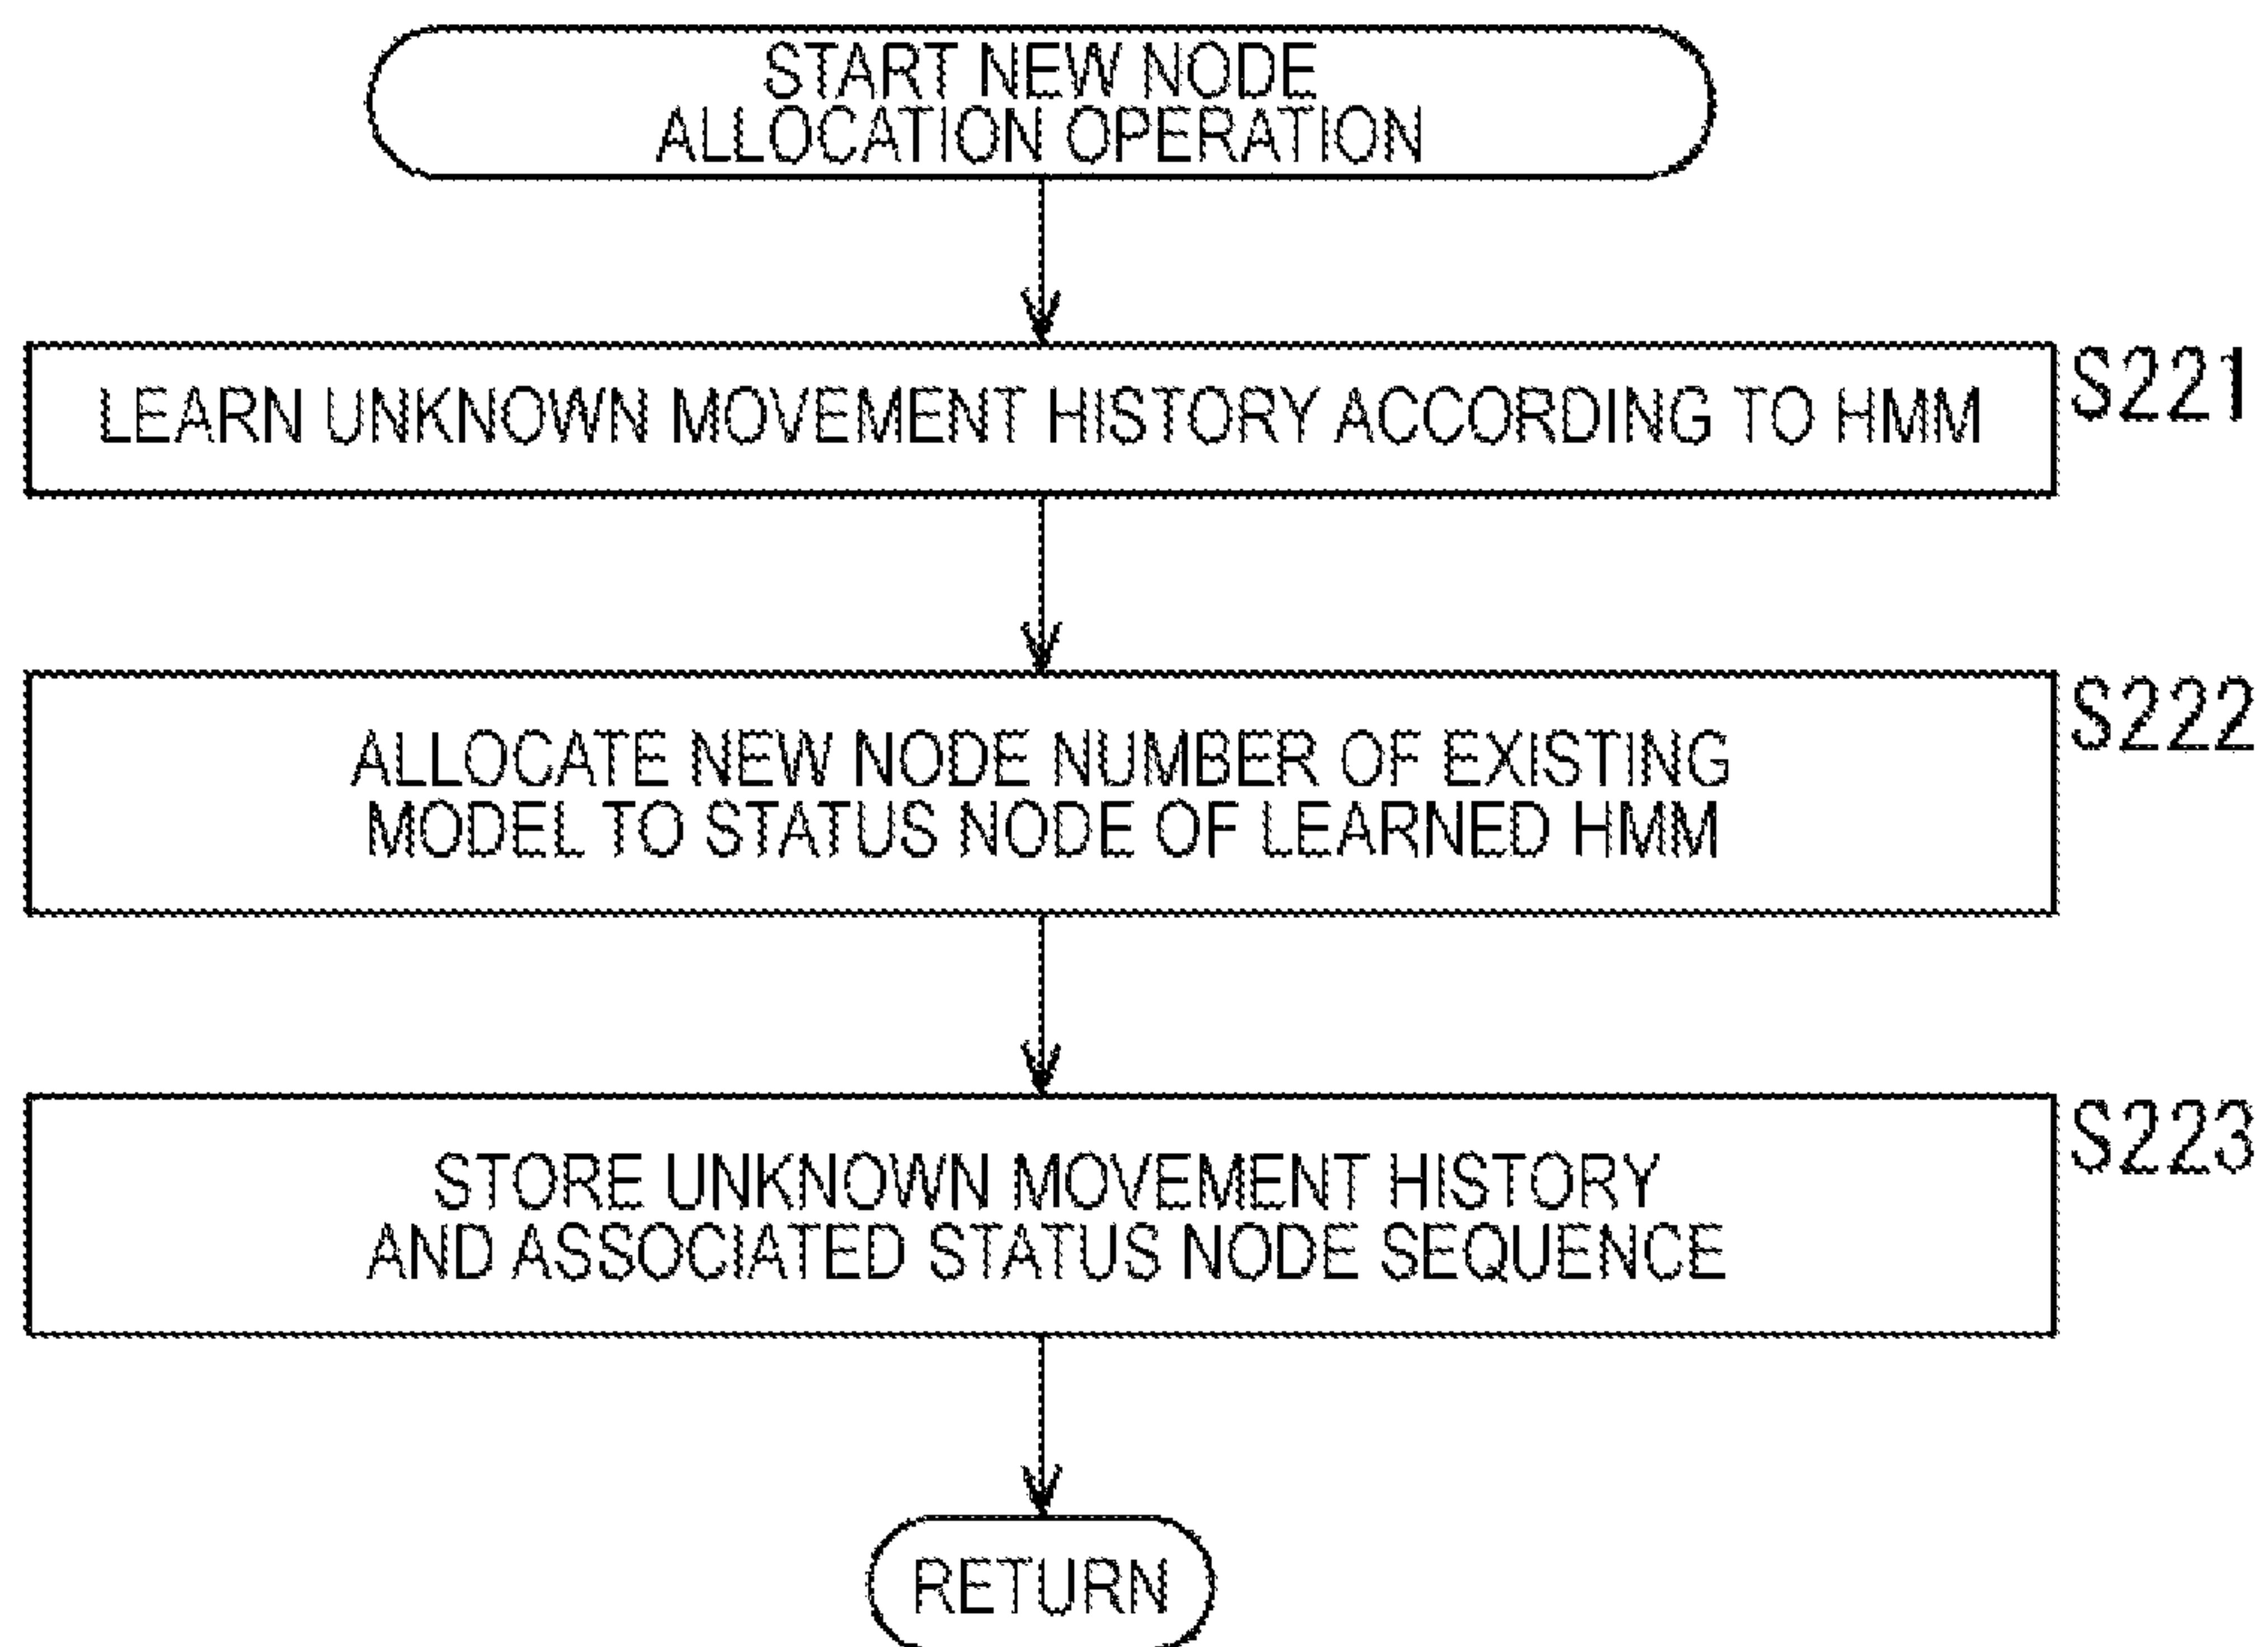 START NEW NODE
ALLOCATION OPERATION
LEARN UNKNOWN MOVEMENT HISTORY ACCORDING TO HMM
S221
ALLOCATE NEW NODE NUMBER OF EXISTING
MODEL TO STATUS NODE OF LEARNED HMM
S222
STORE UNKNOWN MOVEMENT HISTORY
AND ASSOCIATED STATUS NODE SEQUENCE
S223
RETURN